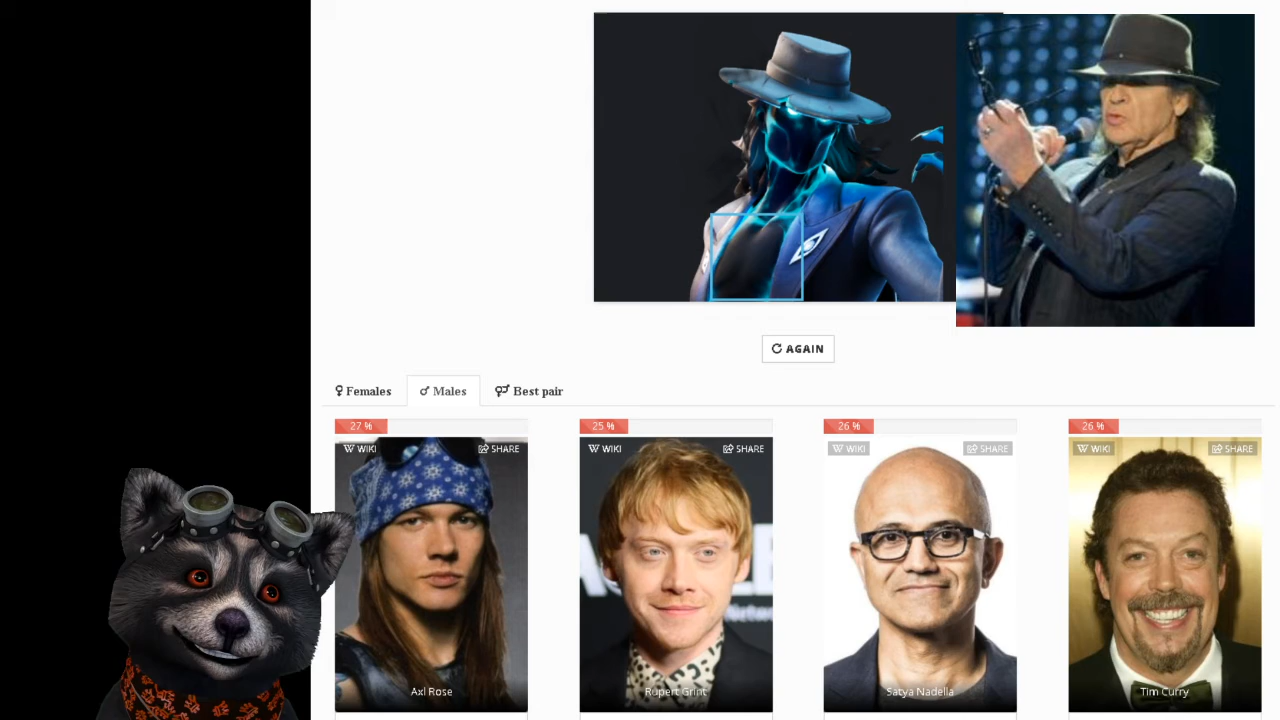 AGAIN
Females
Males
Best pair
27 %
25 %
26 %
26 %
W WIKI
SHARE
W WIKI
SHARE
W WIKI
SHARE
W WIKI
SHARE
Axl Rose
Rupert Grint
Satya Nadella
Tim Curry